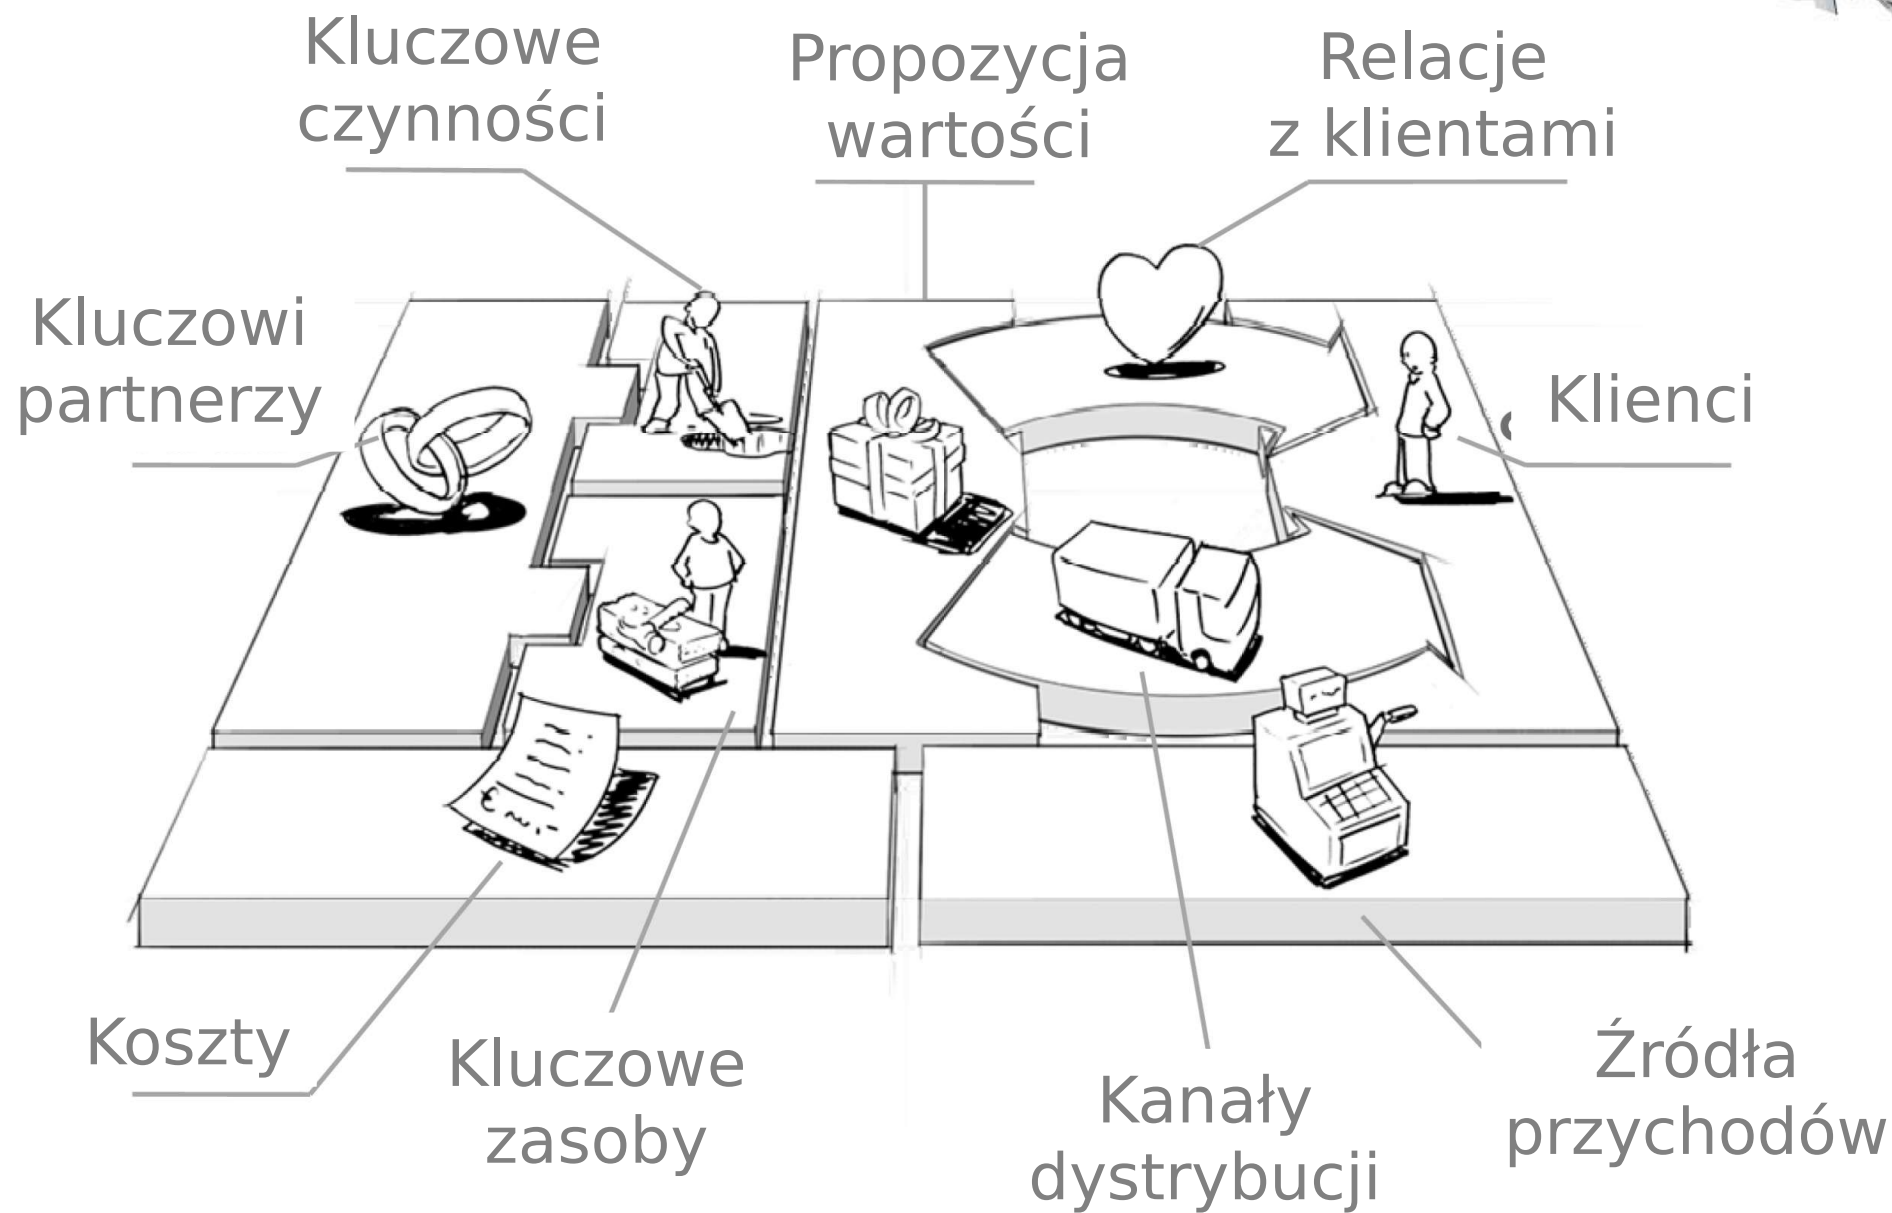 Kluczowe
czynności
Propozycja
wartości
Relacje
z klientami
Kluczowi
partnerzy
Klienci
Koszty
Kluczowe
zasoby
Kanały
dystrybucji
Źródła
przychodów